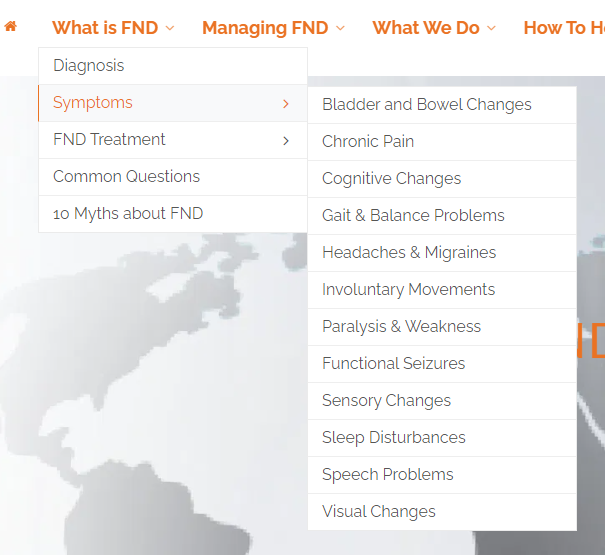 What is FND
Managing FND
What We Do
How To
Diagnosis
Symptoms
FND Treatment
Common Questions
10 Myths about FND
Bladder and Bowel Changes
Chronic Pain
Cognitive Changes
Gait & Balance Problems
Headaches & Migraines
Involuntary Movements
Paralysis & Weakness
Functional Seizures
Sensory Changes
Sleep Disturbances
Speech Problems
Visual Changes